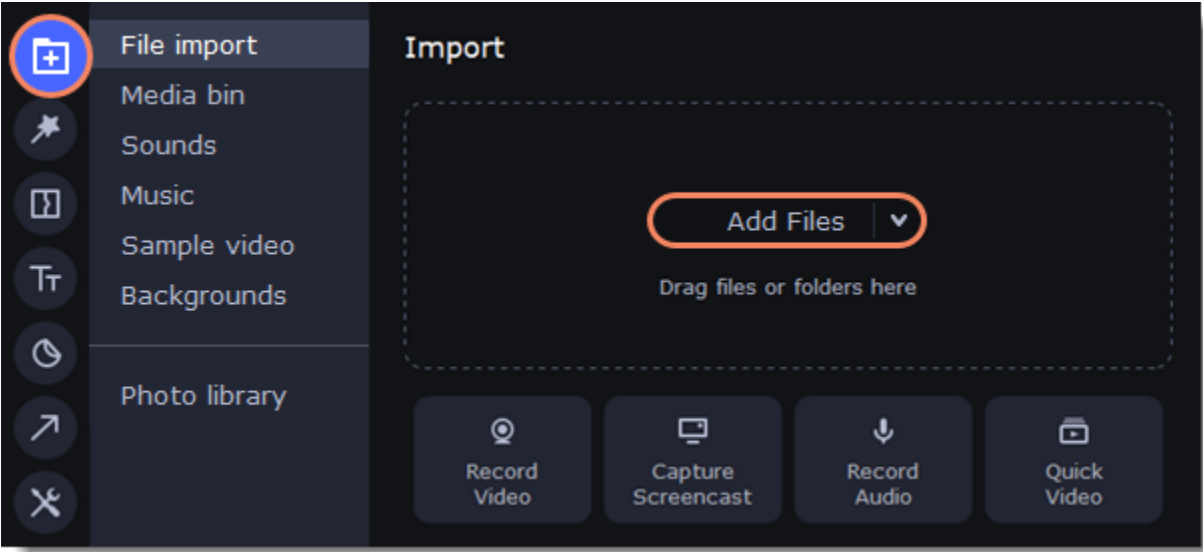 File import
Media bin
Sounds
Music
Sample video
Backgrounds
Photo library
Import
Add Files
Drag files or folders here
Record
Video
Capture
Screencast
Record
Audio
Quick
Video